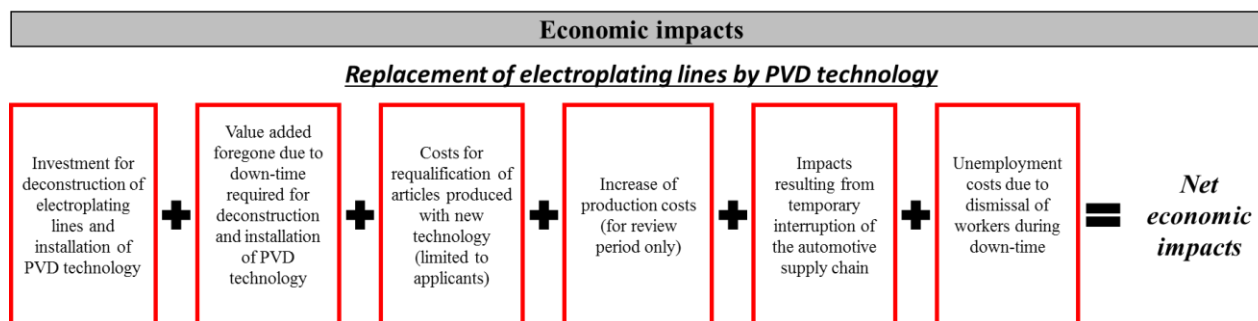 Economic impacts
Replacement of electroplating lines by PVD technology
Investment for
deconstruction of
electroplating
lines and
installation of
PVD technology
+
Value added
foregone due to
down-time
required for
deconstruction
and installation
of PVD
technology
+
Costs for
requalification of
articles produced
with new
technology
(limited to
applicants)
+
Increase of
production costs
(for review
period only)
+
Impacts
resulting from
temporary
interruption of
the automotive
supply chain
+
Unemployment
costs due to
dismissal of
workers during
down-time
=
Net
economic
impacts